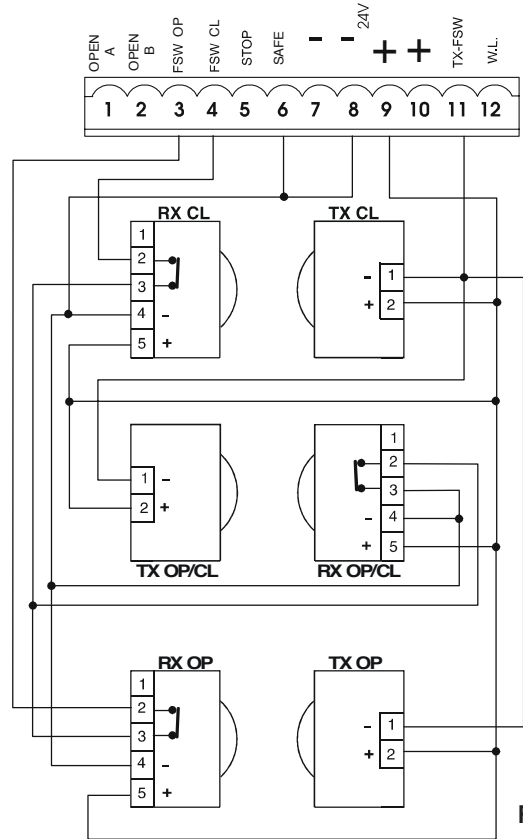 OPEN A
OPEN B
FSW OP
FSW CL
STOP
SAFE
-
-
24V
+
+
TX-FSW
W.L.
1 2 3 4 5 6 7 8 9 10 11 12
RX CL
1
2
3
4 -
5 +
TX CL
- 1
+ 2
1 -
2 +
TX OP/CL
1
2
3
- 4
+ 5
RX OP/CL
RX OP
1
2
3
4 -
5 +
TX OP
- 1
+ 2